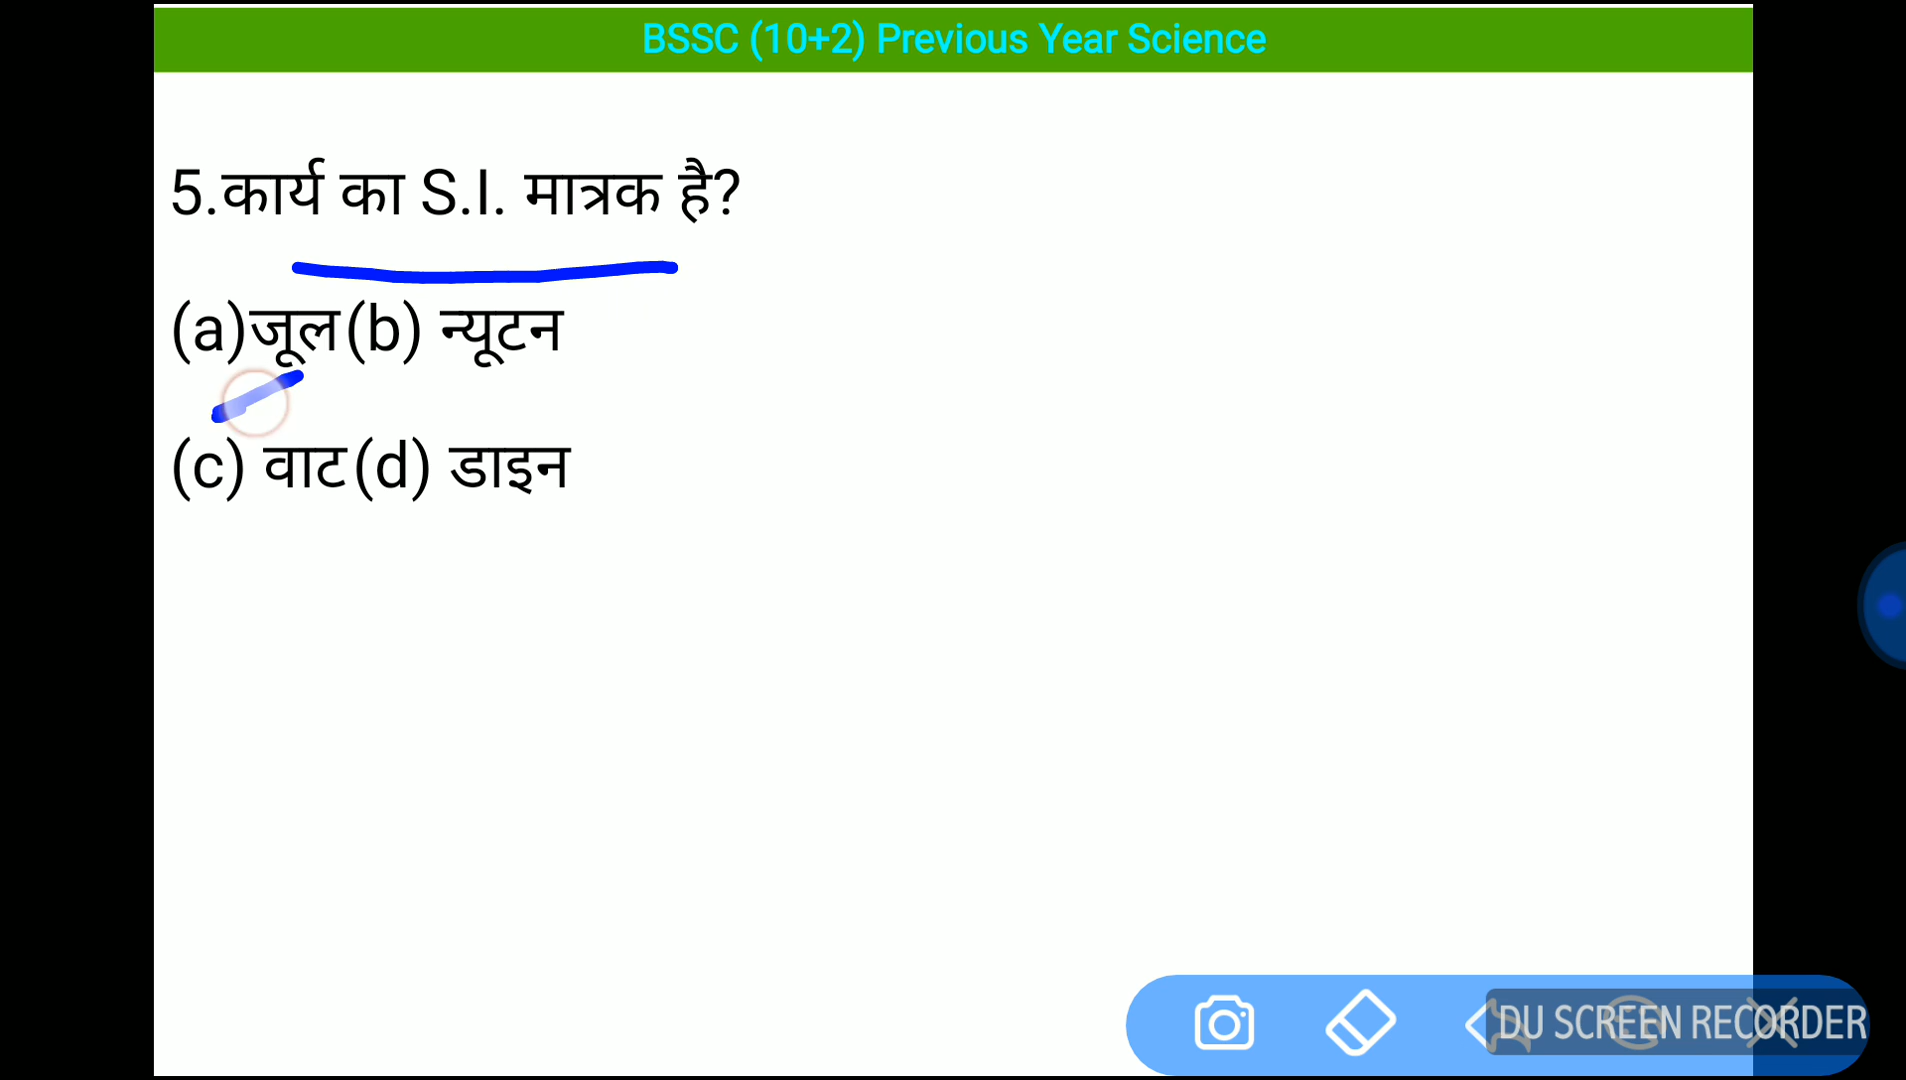 BSSC (10+2) Previous Year Science
5.कार्य का S.I. मात्रक है?
(a)जूल(b) न्यूटन
(c) वाट(d) डाइन
DU SCREEN RECORDER